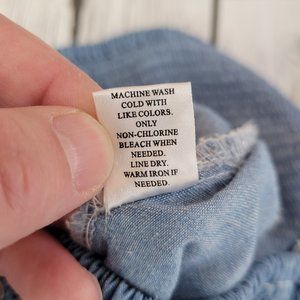 MACHINE WASH
COLD WITH
LIKE COLORS.
ONLY
NON-CHLORINE
BLEACH WHEN
NEEDED.
LINE DRY.
WARM IRON IF
NEEDED.